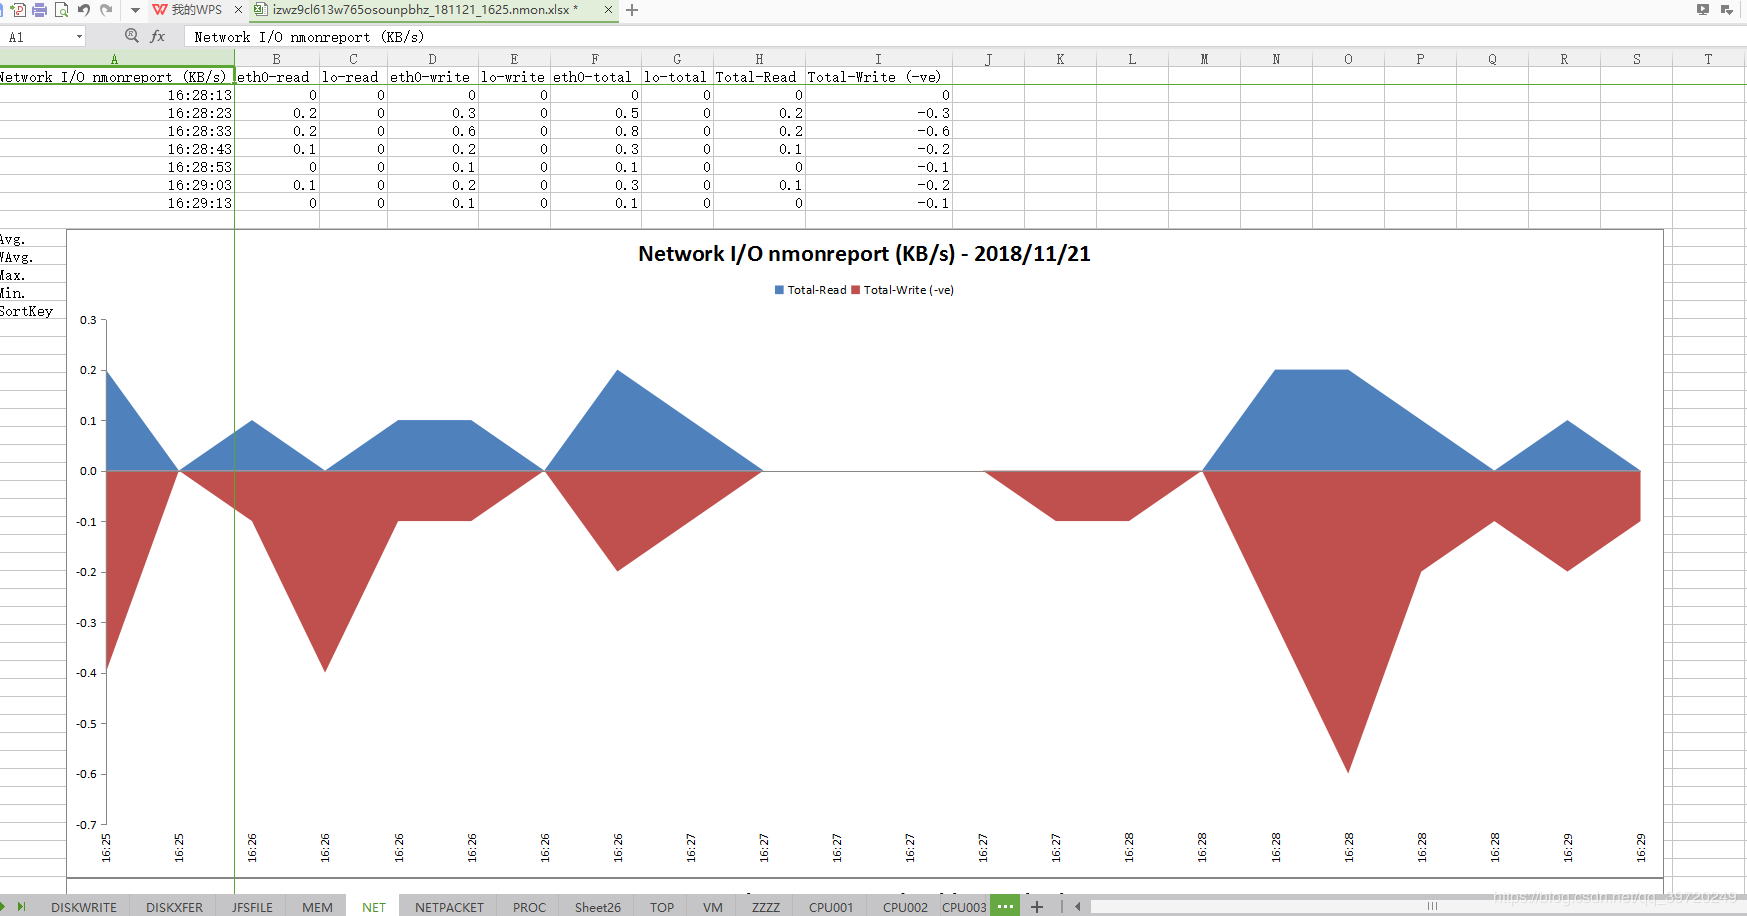 我的WPS × izwz9cl613w765osounpbhz_181121_1625.nmon.xlsx * × +
A1 fx Network I/O nmonreport (KB/s)
A B C D E F G H I J K L M N O P Q R S T
Network I/O nmonreport (KB/s) eth0-read lo-read eth0-write lo-write eth0-total lo-total Total-Read Total-Write (-ve)
16:28:13 0 0 0 0 0 0 0 0
16:28:23 0.2 0 0.3 0 0.5 0 0.2 -0.3
16:28:33 0.2 0 0.6 0 0.8 0 0.2 -0.6
16:28:43 0.1 0 0.2 0 0.3 0 0.1 -0.2
16:28:53 0 0 0.1 0 0.1 0 0 -0.1
16:29:03 0.1 0 0.2 0 0.3 0 0.1 -0.2
16:29:13 0 0 0.1 0 0.1 0 0 -0.1
Avg.
WAvg.
Max.
Min.
SortKey
Network I/O nmonreport (KB/s) - 2018/11/21
Total-Read Total-Write (-ve)
0.3
0.2
0.1
0.0
-0.1
-0.2
-0.3
-0.4
-0.5
-0.6
-0.7
16:25 16:25 16:26 16:26 16:26 16:26 16:26 16:26 16:27 16:27 16:27 16:27 16:27 16:27 16:28 16:28 16:28 16:28 16:28 16:28 16:29 16:29
DISKWRITE DISKXFER JFSFILE MEM NET NETPACKET PROC Sheet26 TOP VM ZZZZ CPU001 CPU002 CPU003 ... +
https://blog.csdn.net/qq_39720249